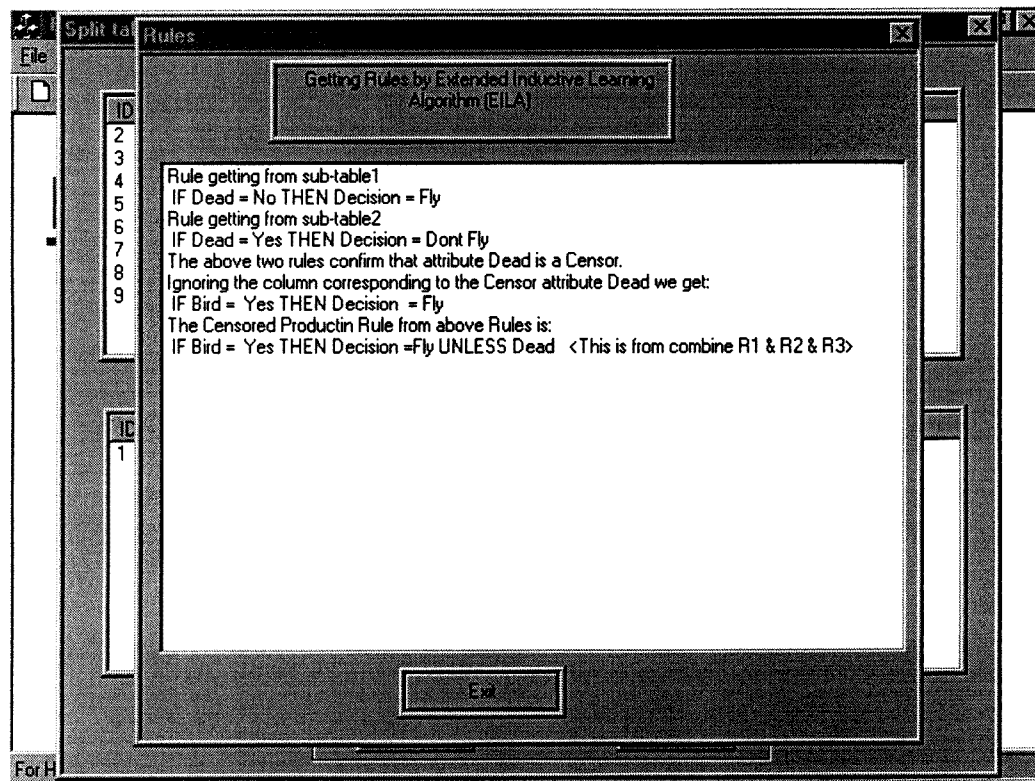 Split tal
Rules
File
Getting Rules by Extended Inductive Learning
Algorithm (EILA)
ID
2
3
4
5
6
7
8
9
Rule getting from sub-table1
IF Dead = No THEN Decision = Fly
Rule getting from sub-table2
IF Dead = Yes THEN Decision = Dont Fly
The above two rules confirm that attribute Dead is a Censor.
Ignoring the column corresponding to the Censor attribute Dead we get:
IF Bird = Yes THEN Decision = Fly
The Censored Productin Rule from above Rules is:
IF Bird = Yes THEN Decision =Fly UNLESS Dead <This is from combine R1 & R2 & R3>
ID
1
Exit
For H